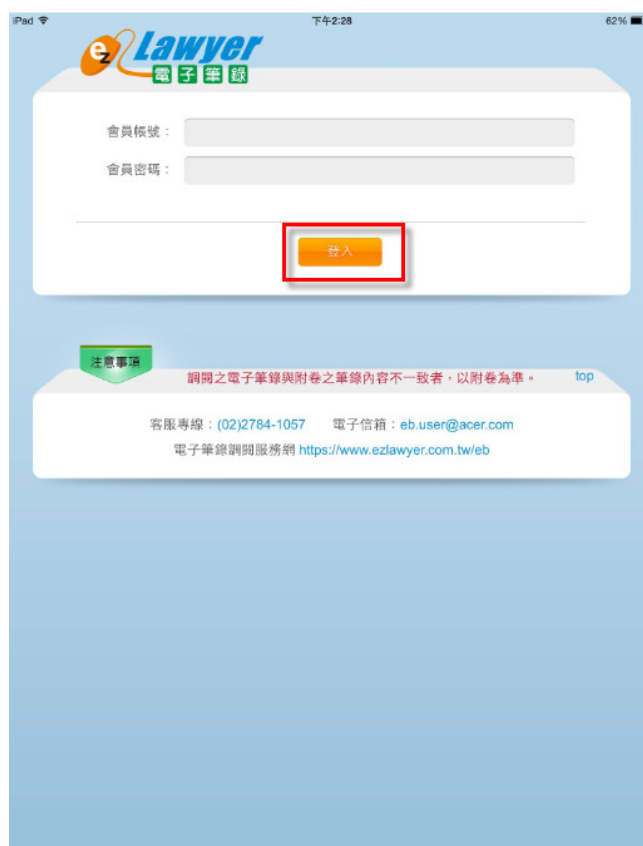 iPad 下午2:28 62%
ez Lawyer
電子筆錄
會員帳號：
會員密碼：
登入
注意事項
調閱之電子筆錄與附卷之筆錄內容不一致者，以附卷為準。 top
客服專線：(02)2784-1057 電子信箱：eb.user@acer.com
電子筆錄調閱服務網 https://www.ezlawyer.com.tw/eb